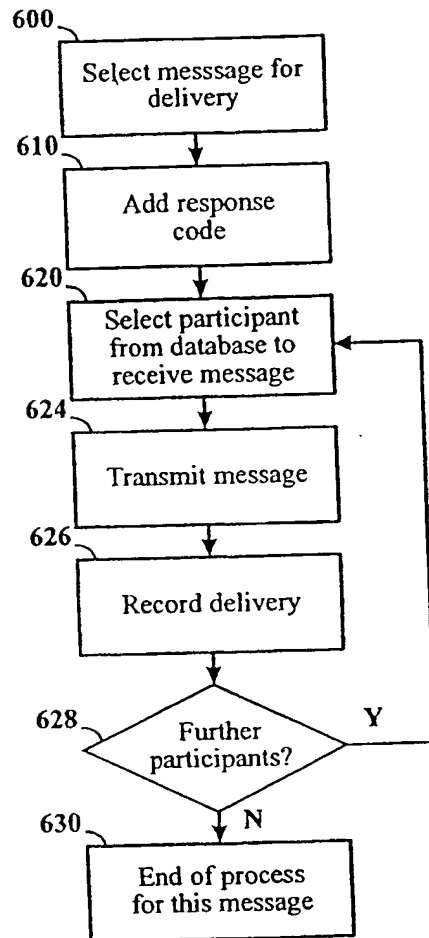 600
Select messsage for
delivery
610
Add response
code
620
Select participant
from database to
receive message
624
Transmit message
626
Record delivery
628
Further
participants?
Y
N
630
End of process
for this message